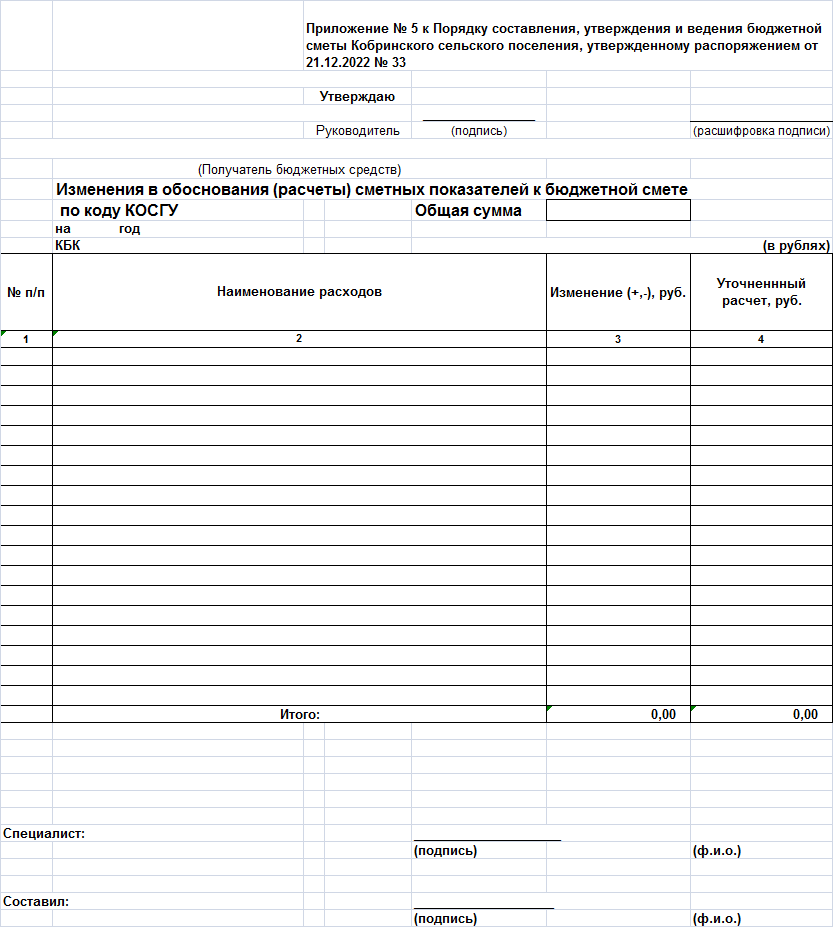 Приложение № 5 к Порядку составления, утверждения и ведения бюджетной
сметы Кобринского сельского поселения, утвержденному распоряжением от
21.12.2022 № 33
Утверждаю
Руководитель (подпись) (расшифровка подписи)
(Получатель бюджетных средств)
Изменения в обоснования (расчеты) сметных показателей к бюджетной смете
по коду КОСГУ Общая сумма
на год
КБК (в рублях)
№ п/п Наименование расходов Изменение (+,-), руб. Уточненнный
расчет, руб.
1 2 3 4
Итого: 0,00 0,00
Специалист:
(подпись) (ф.и.о.)
Составил:
(подпись) (ф.и.о.)